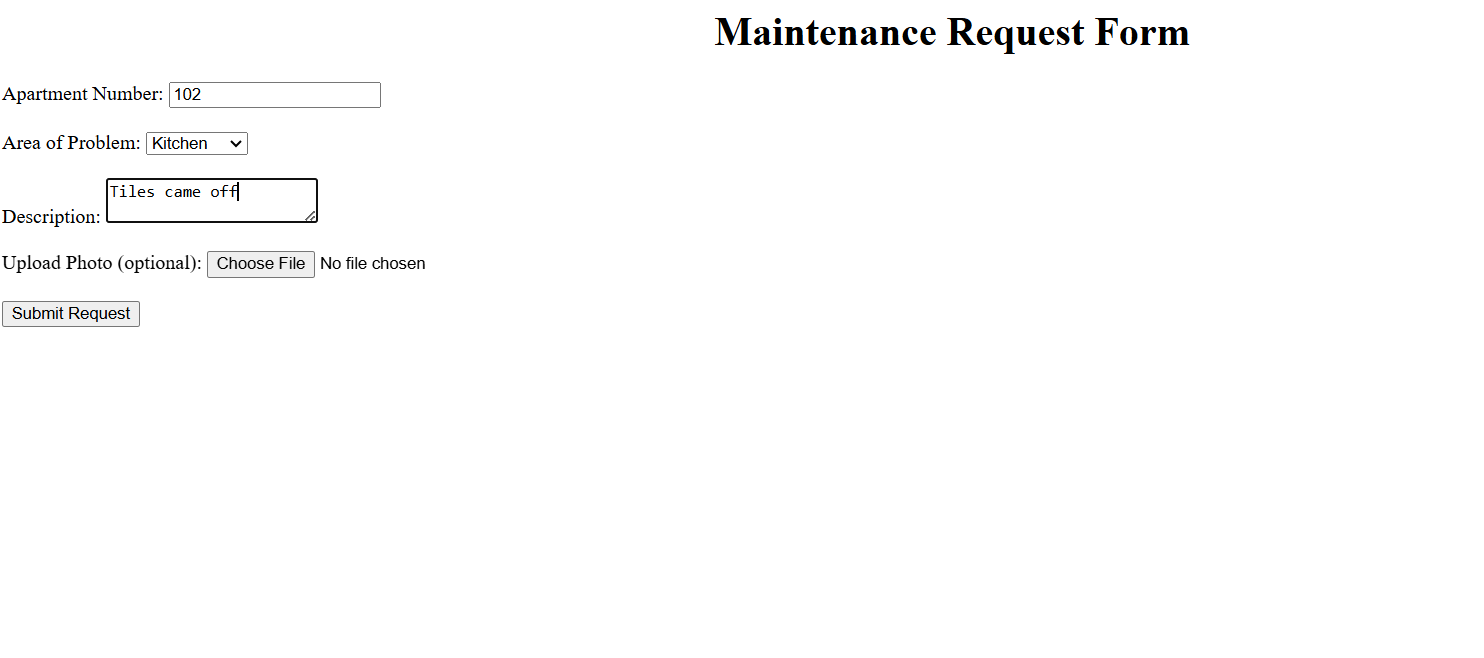 Maintenance Request Form
Apartment Number: 102
Area of Problem: Kitchen
Description: Tiles came off
Upload Photo (optional): Choose File No file chosen
Submit Request